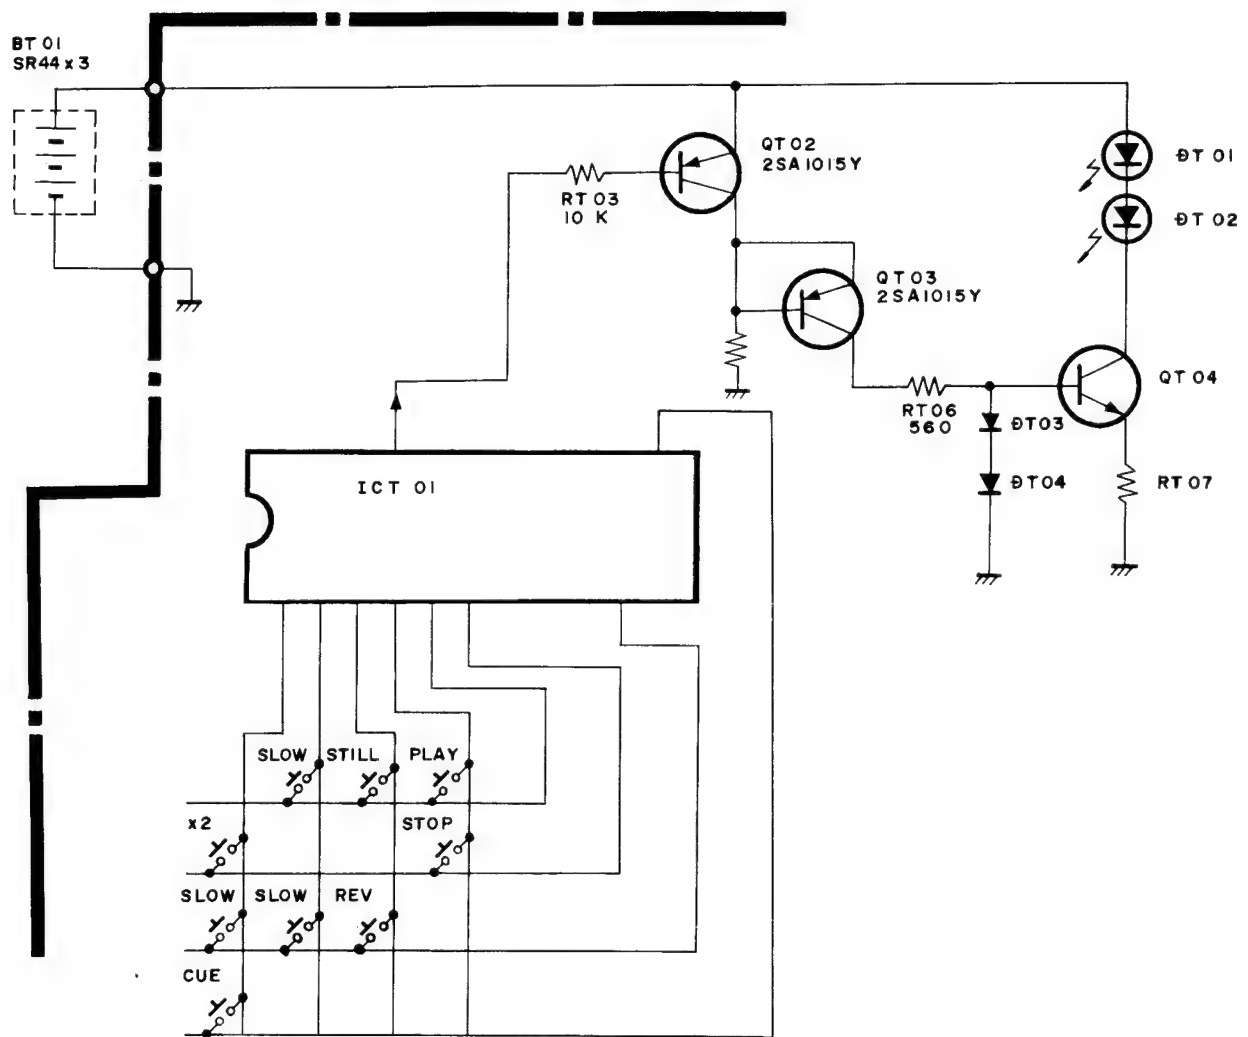 BT 01
SR44 x 3
QT 02
2SA1015Y
RT 03
10 K
ĐT 01
ĐT 02
QT 03
2SA1015Y
QT 04
RT 06
560
ĐT03
ĐT04
RT 07
ICT 01
SLOW STILL PLAY
x2 STOP
SLOW SLOW REV
CUE